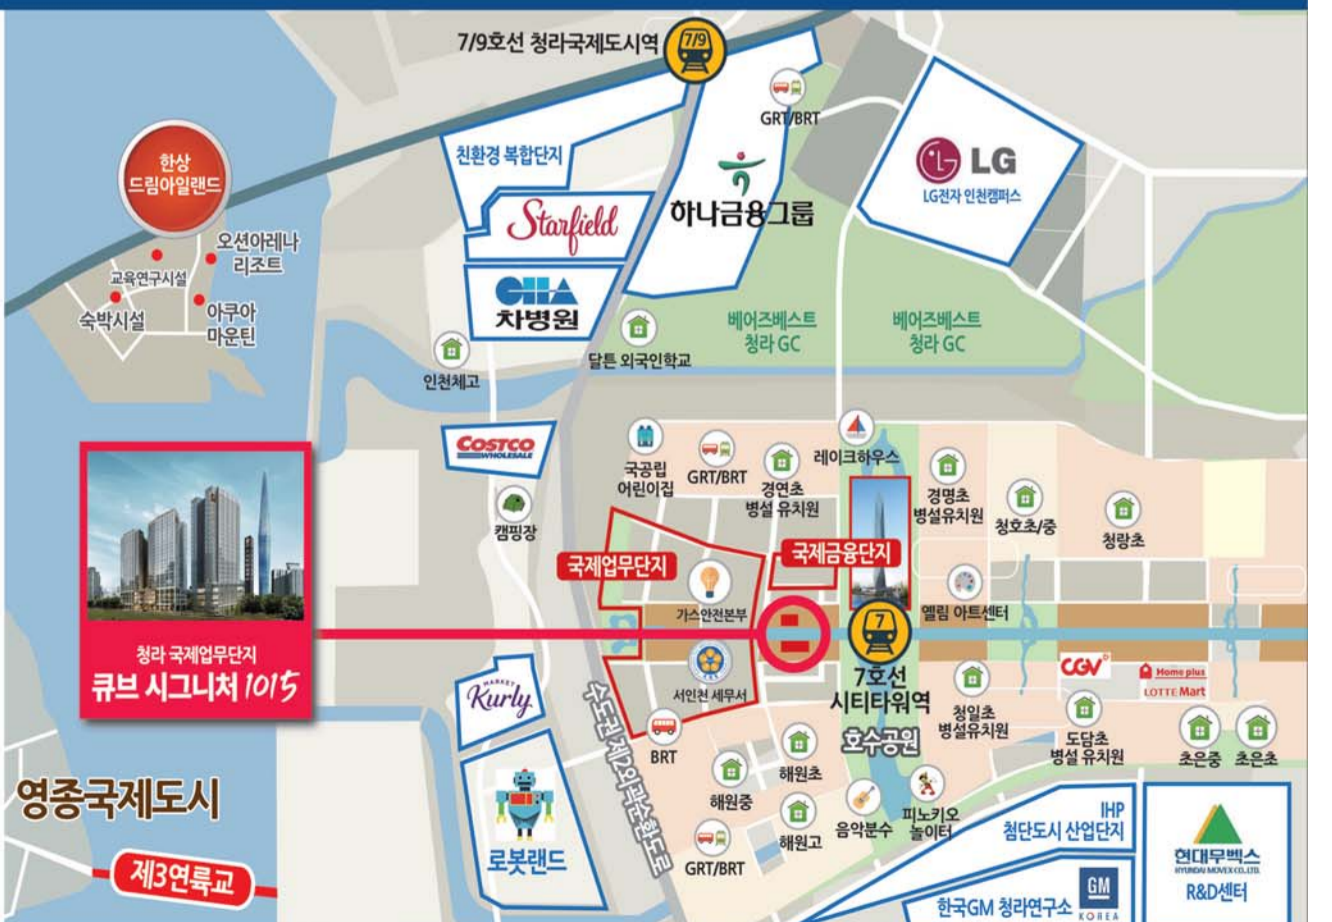 7/9호선 청라국제도시역
7/9
GRT/BRT
친환경 복합단지
한상
드림아일랜드
Starfield
하나금융그룹
LG
LG전자 인천캠퍼스
오션아레나
리조트
교육연구시설
숙박시설
아쿠아
마운틴
CHA
차병원
인천체고
달튼 외국인학교
베어즈베스트
청라 GC
베어즈베스트
청라 GC
COSTCO
WHOLESALE
캠핑장
국공립
어린이집
GRT/BRT
경연초
병설 유치원
레이크하우스
경명초
병설유치원
청호초/중
청람초
국제업무단지
국제금융단지
가스안전본부
엘림 아트센터
7
7호선
시티타워역
호수공원
서인천 세무서
청라 국제업무단지
큐브 시그니처 1015
MARKET
Kurly
수도권 제2외곽순환도로
BRT
CGV
Home plus
LOTTE Mart
청일초
병설유치원
도담초
병설 유치원
초은중
초은초
해원초
해원중
해원고
음악분수
피노키오
놀이터
GRT/BRT
로봇랜드
영종국제도시
제3연륙교
IHP
첨단도시 산업단지
한국GM 청라연구소
GM
KOREA
현대무벡스
HYUNDAI MOVEX CO., LTD.
R&D센터